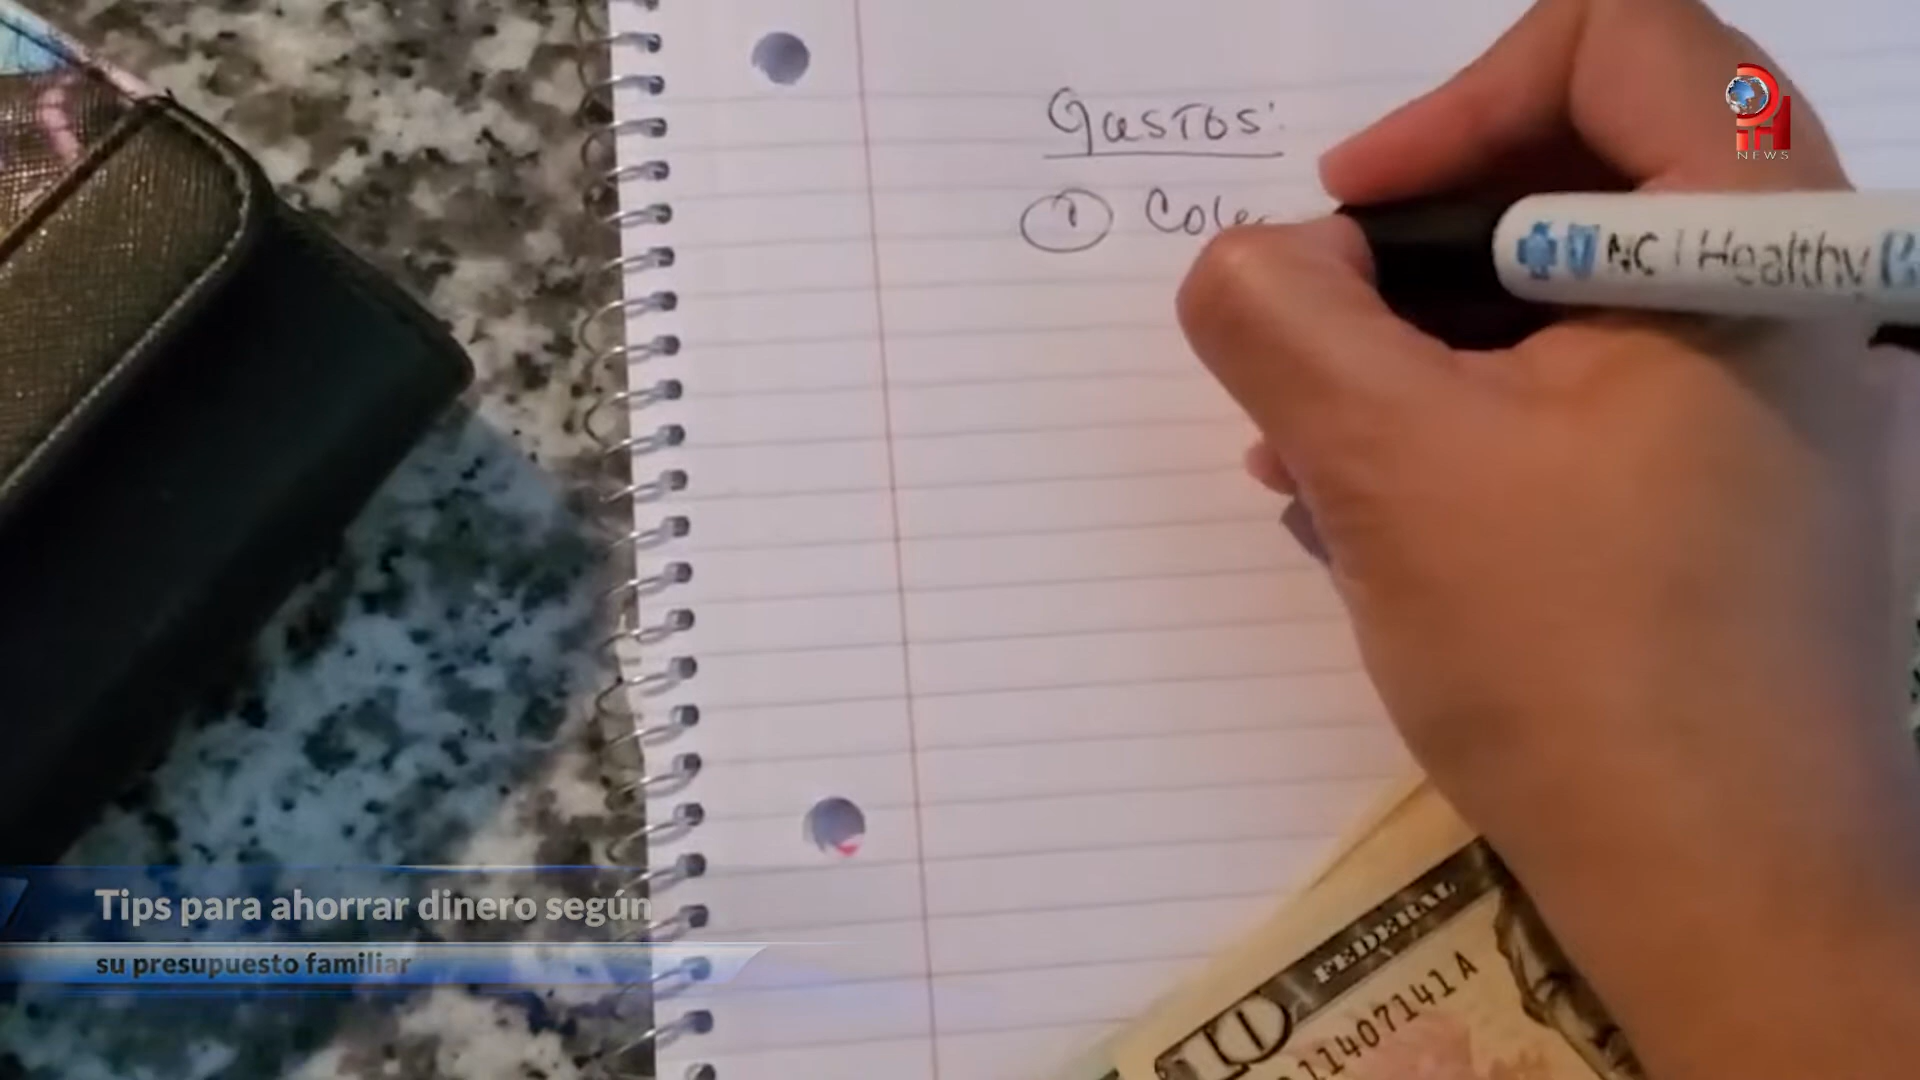 Gastos:
① Cole
NC | Healthy
NEWS
FEDERAL
11407141 A
Tips para ahorrar dinero según
su presupuesto familiar